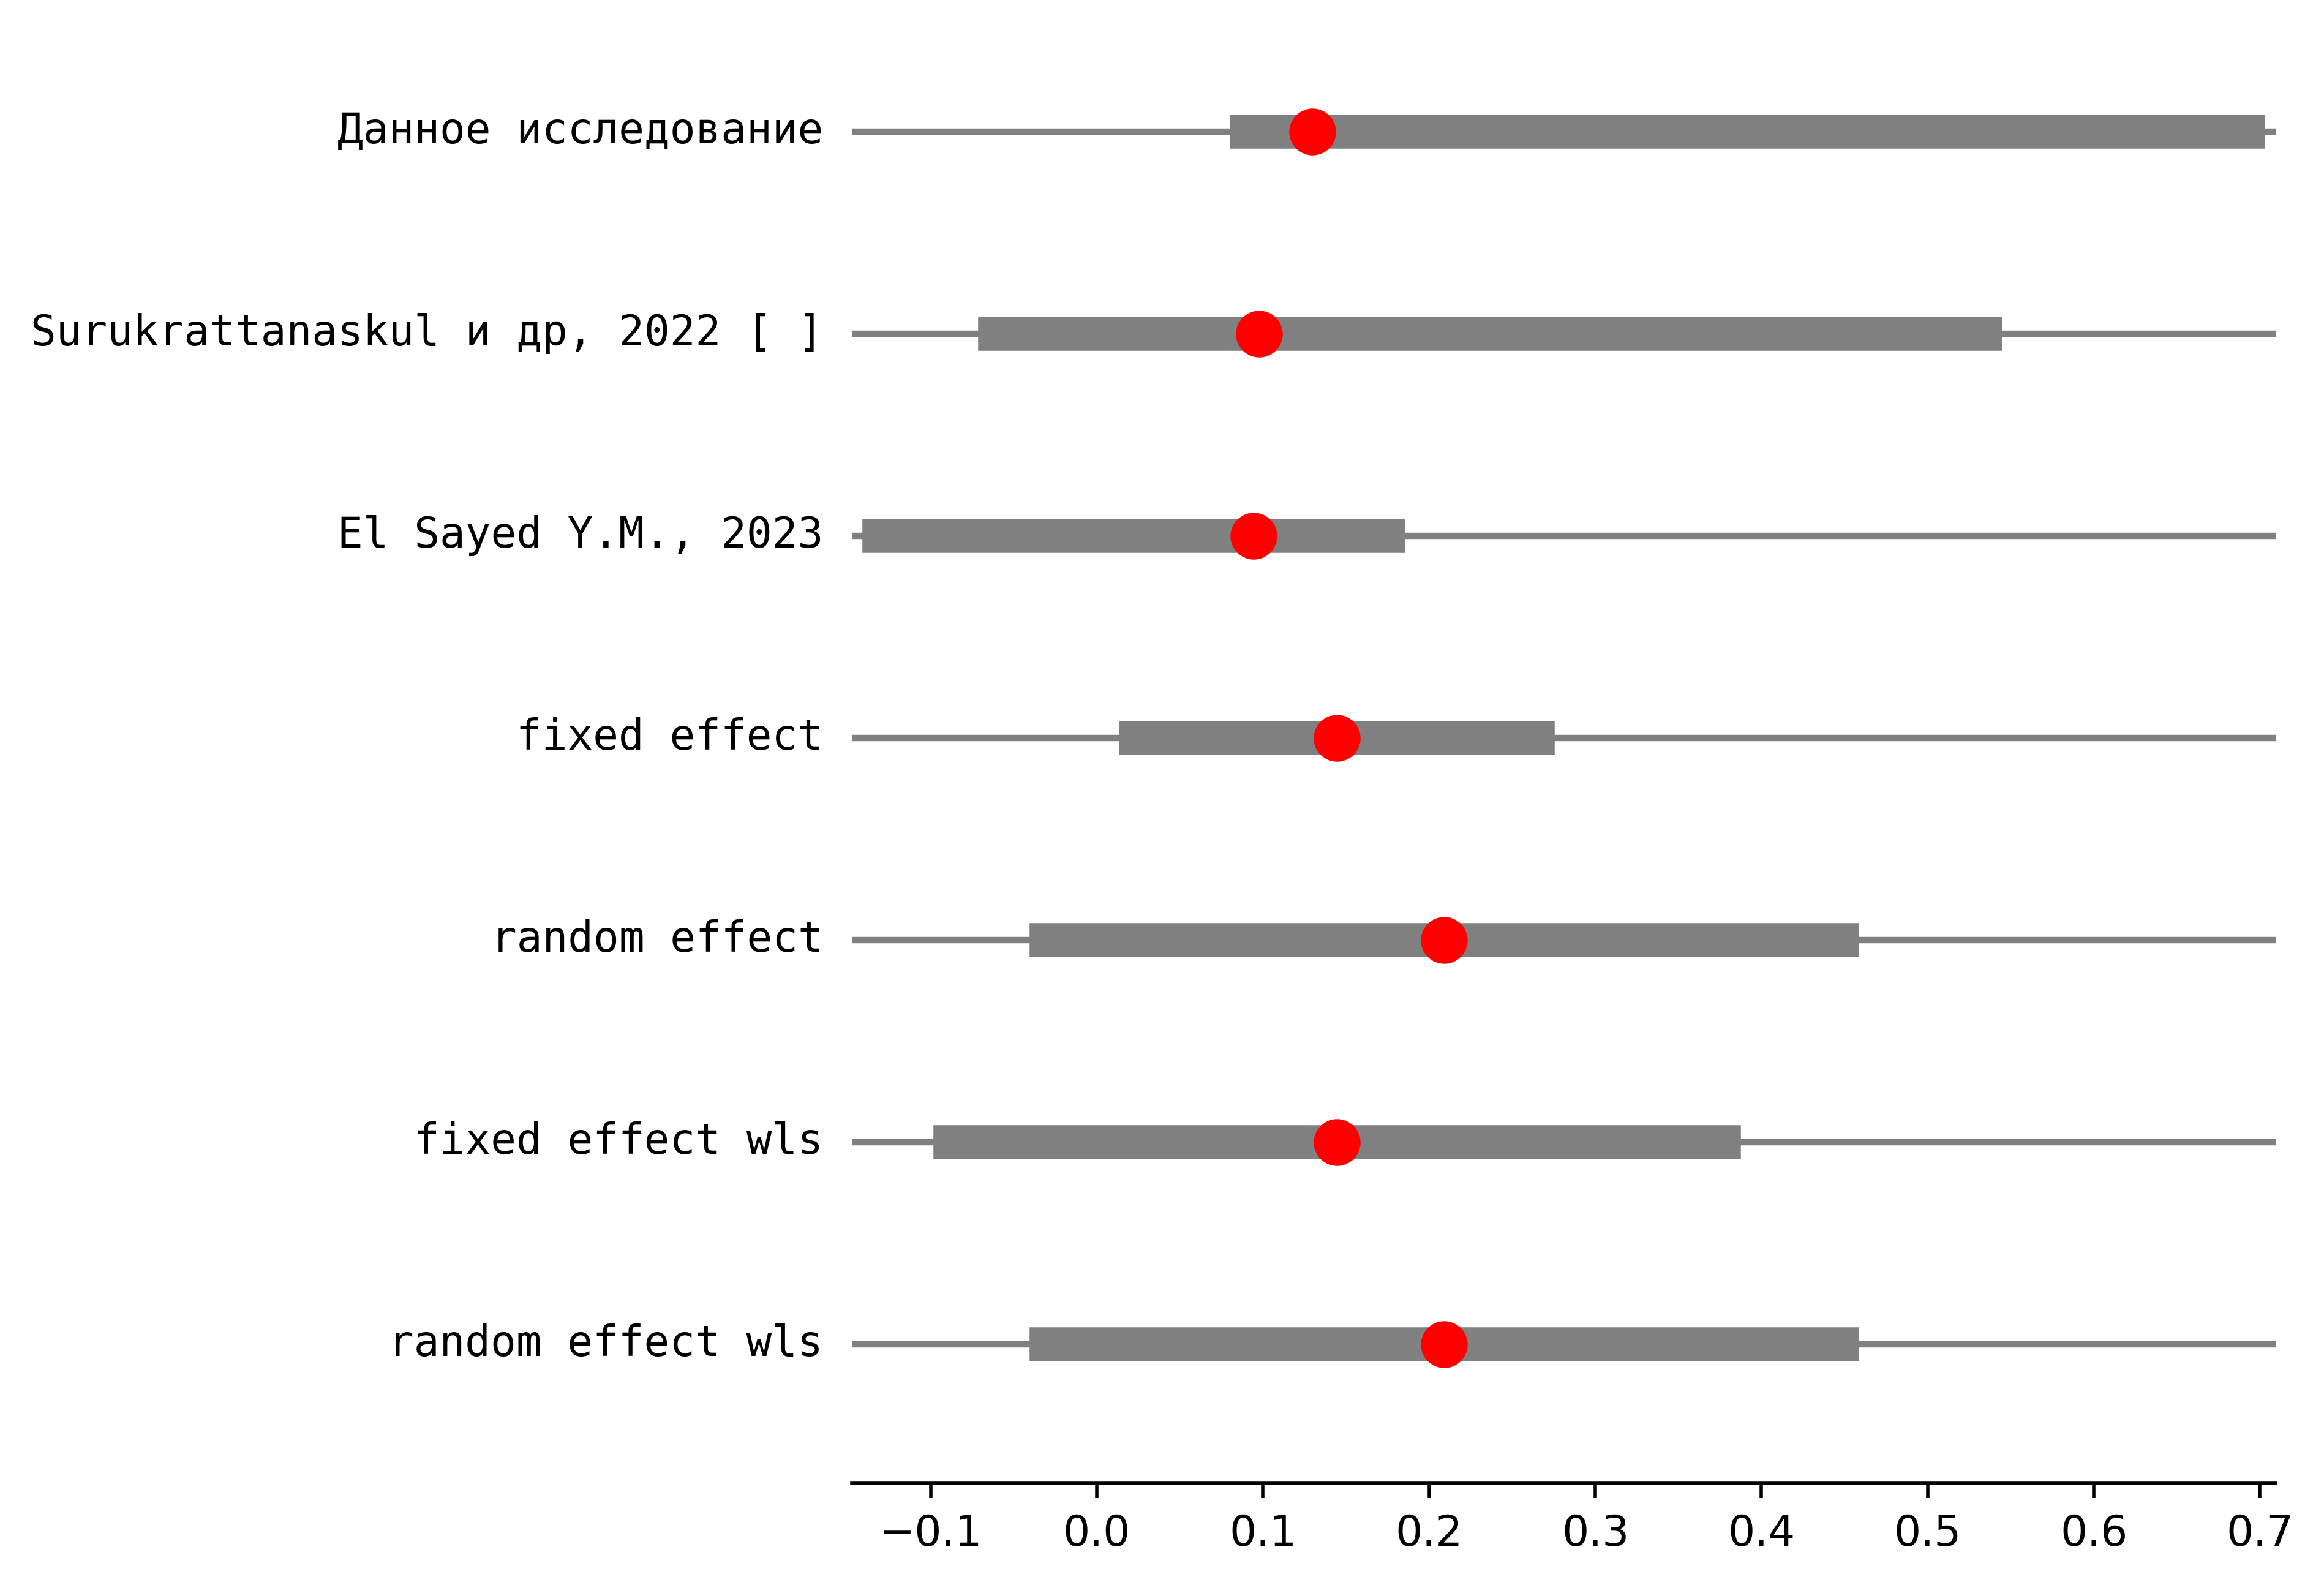 Данное исследование
Surukrattanaskul и др, 2022 [ ]
El Sayed Y.M., 2023
fixed effect
random effect
fixed effect wls
random effect wls
−0.1 0.0 0.1 0.2 0.3 0.4 0.5 0.6 0.7